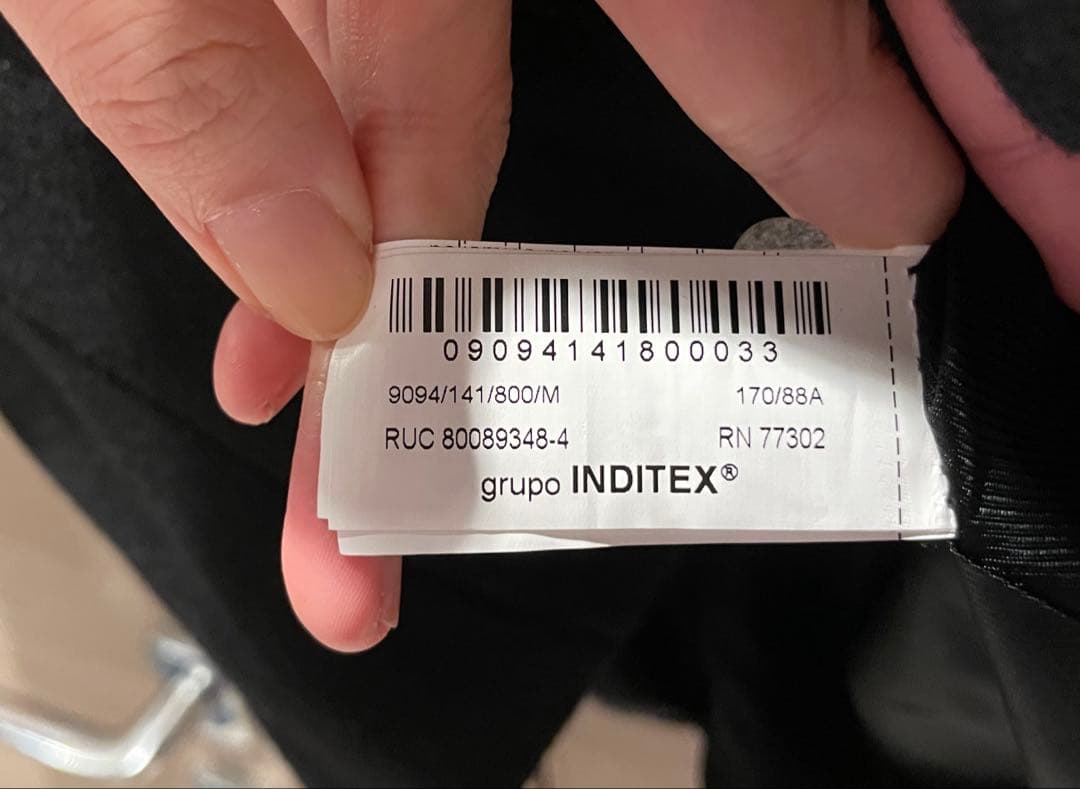 09094141800033
9094/141/800/M 170/88A
RUC 80089348-4 RN 77302
grupo INDITEX®